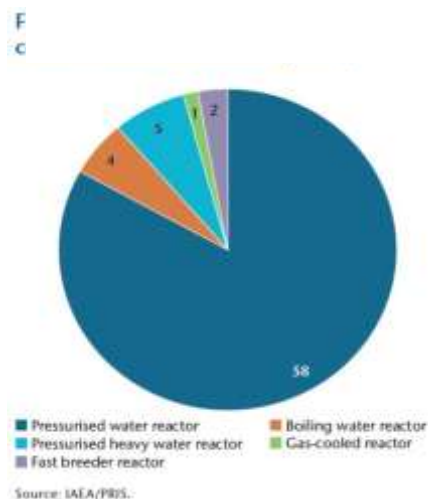 F
c
5
1
2
4
58
Pressurised water reactor
Boiling water reactor
Pressurised heavy water reactor
Gas-cooled reactor
Fast breeder reactor
Source: IAEA/PRIS.